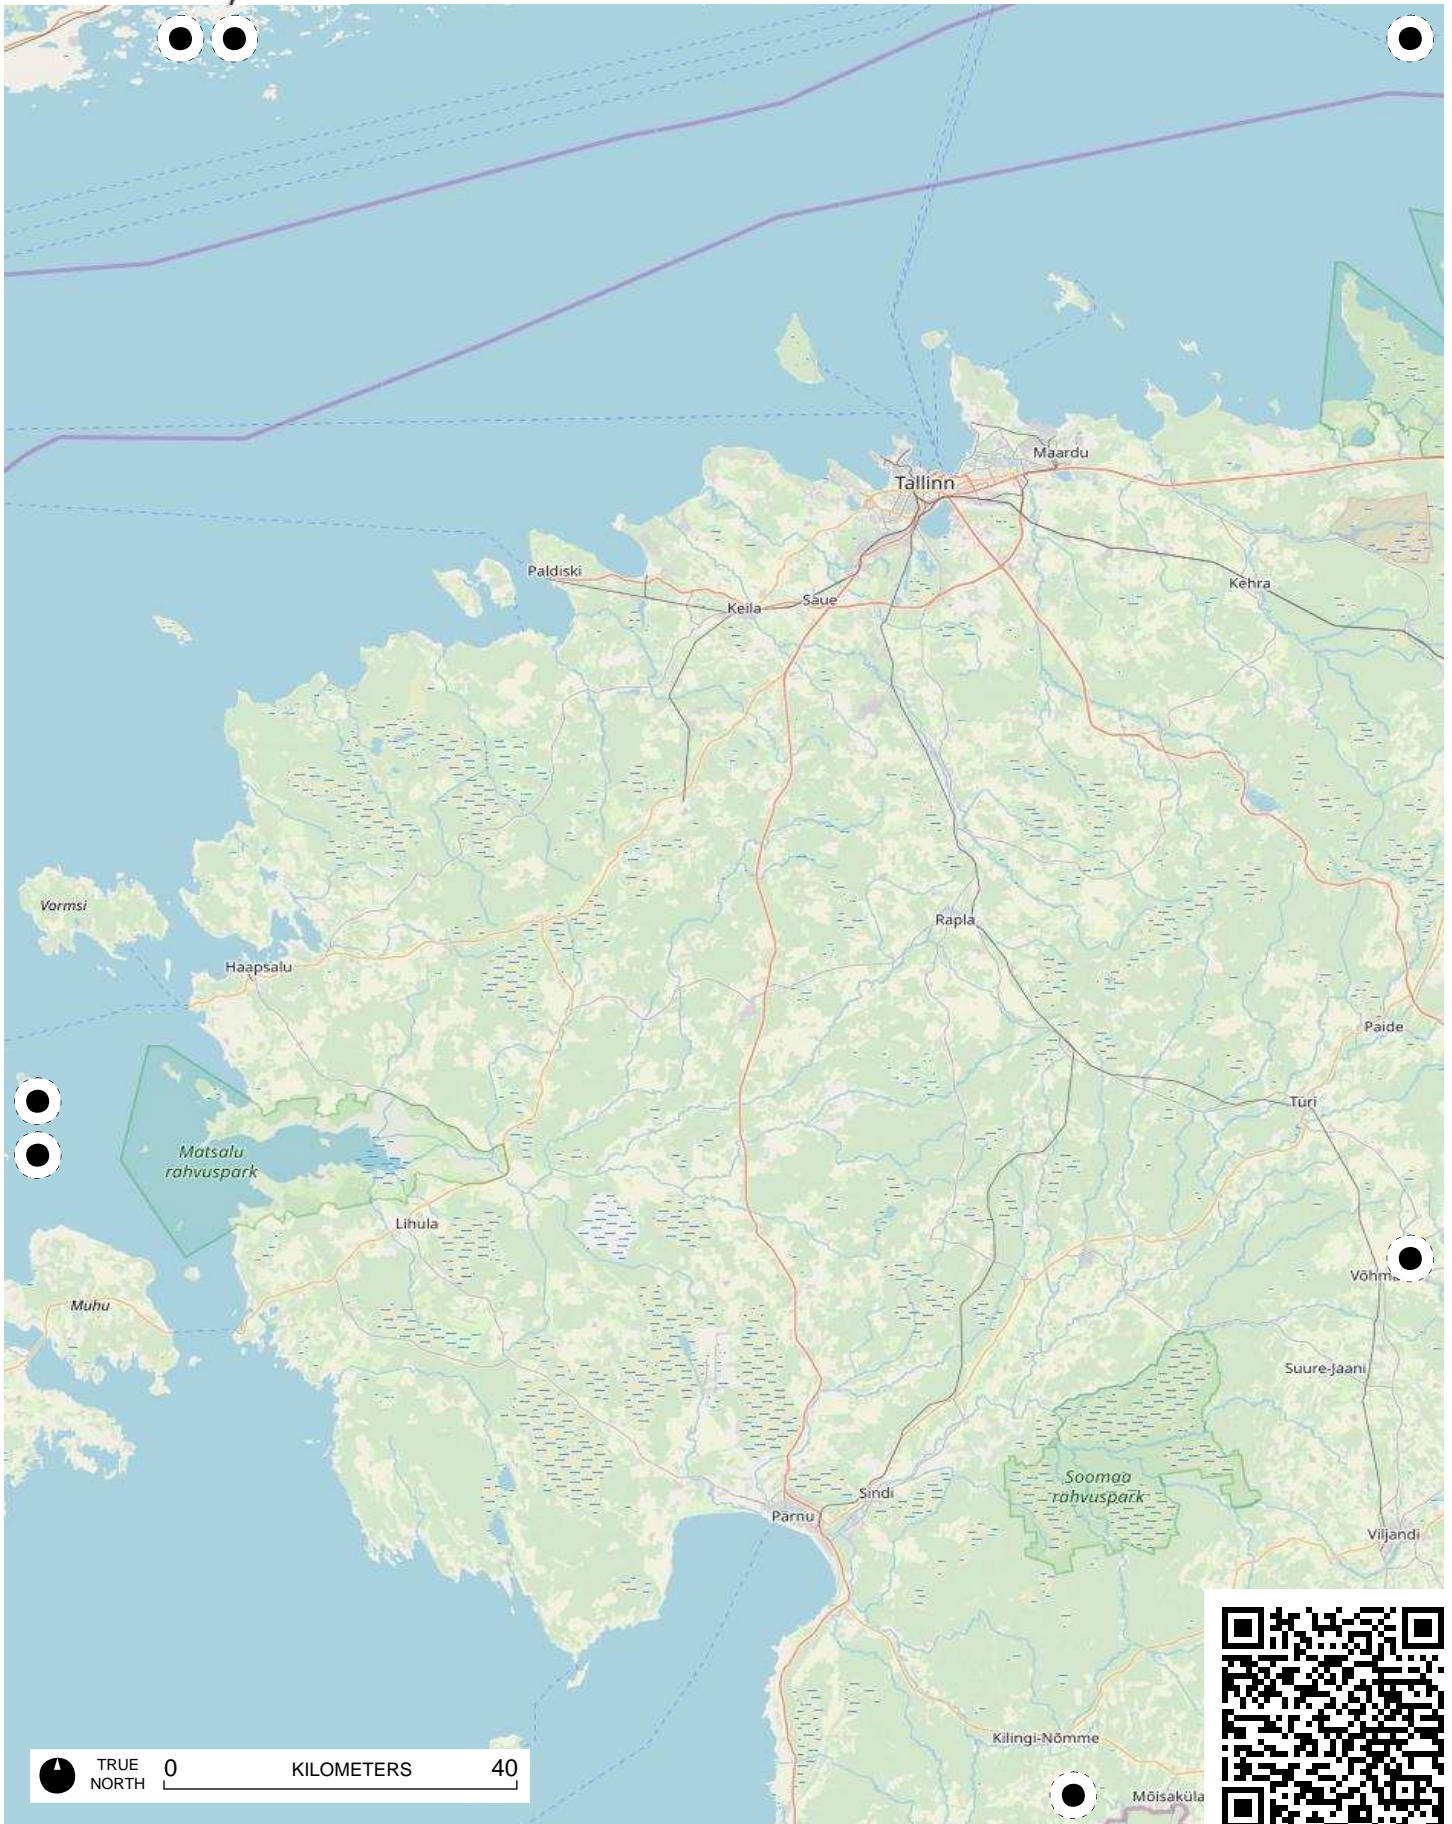 Maardu
Tallinn
Paldiski
Kehra
Keila
Saue
Vormsi
Rapla
Haapsalu
Paide
Türi
Matsalu
rahvuspark
Lihula
Võhm
Muhu
Suure-Jaani
Soomaa
rahvuspark
Sindi
Pärnu
Viljandi
Kilingi-Nõmme
TRUE
NORTH
0 KILOMETERS 40
Mõisaküla